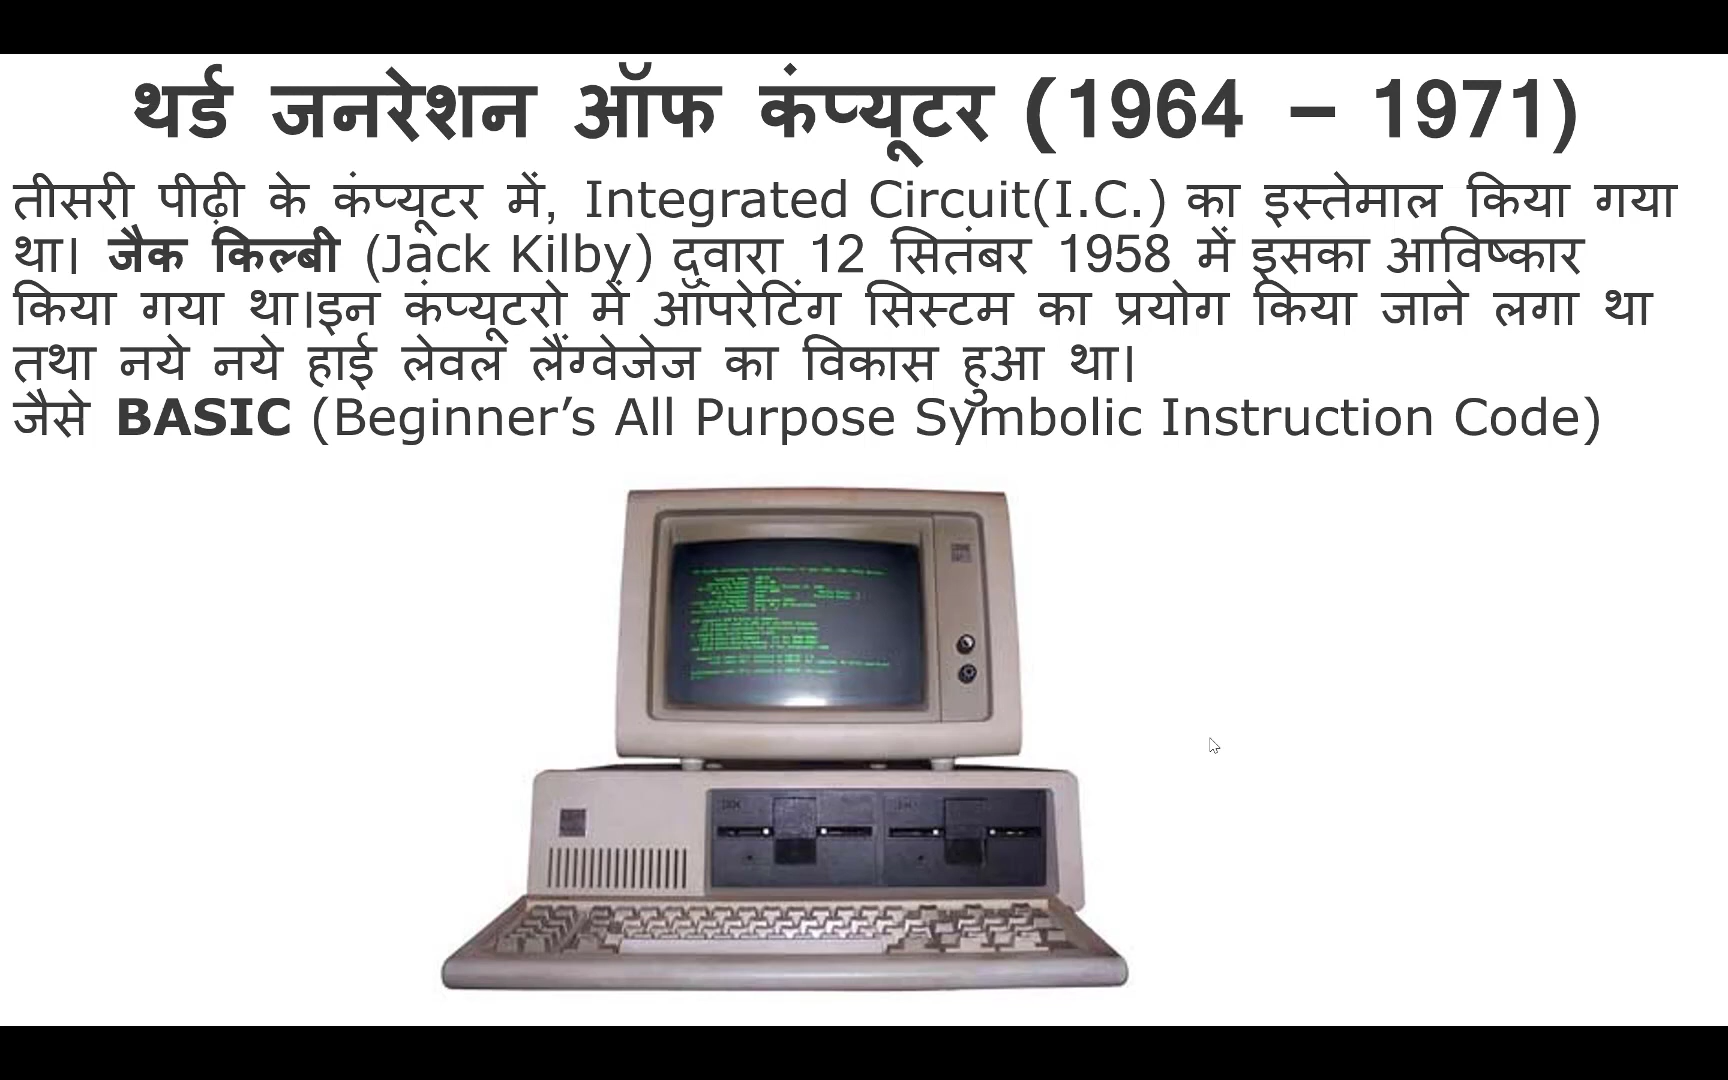 थर्ड जनरेशन ऑफ कंप्यूटर (1964 – 1971)
तीसरी पीढ़ी के कंप्यूटर में, Integrated Circuit(I.C.) का इस्तेमाल किया गया
था। जैक किल्बी (Jack Kilby) द्वारा 12 सितंबर 1958 में इसका आविष्कार
किया गया था।इन कंप्यूटरो में ऑपरेटिंग सिस्टम का प्रयोग किया जाने लगा था
तथा नये नये हाई लेवल लैंग्वेजेज का विकास हुआ था।
जैसे BASIC (Beginner’s All Purpose Symbolic Instruction Code)